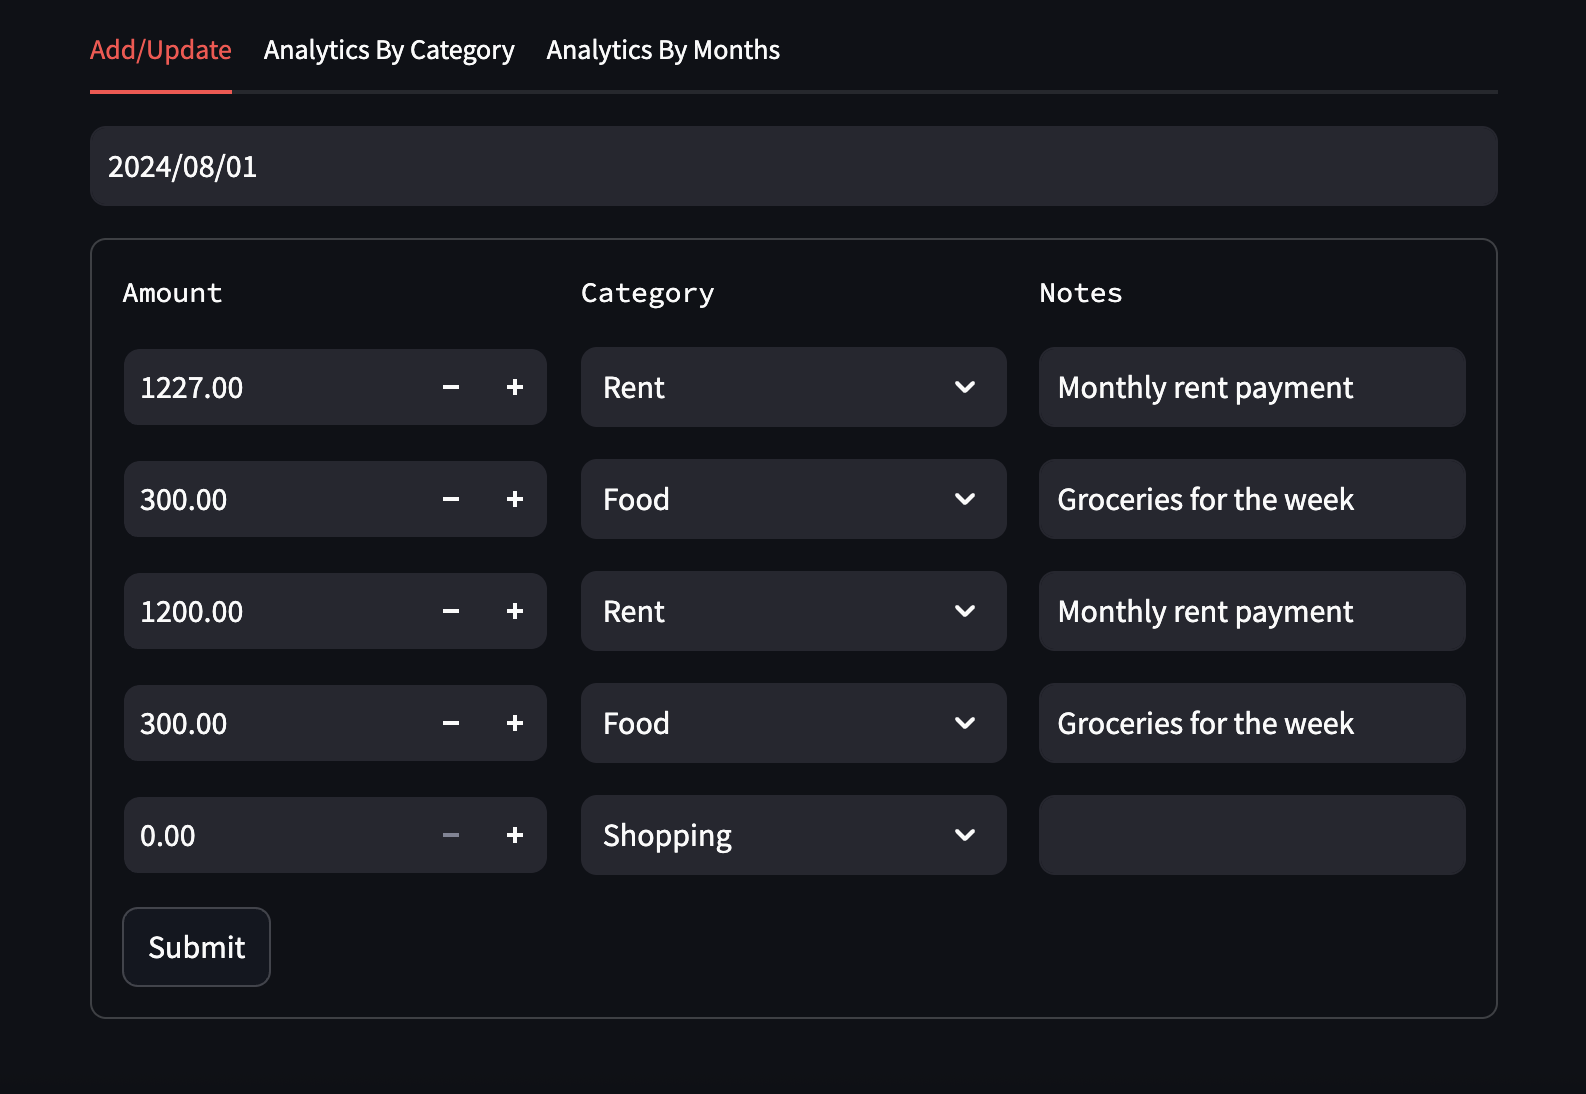 Add/Update Analytics By Category Analytics By Months
2024/08/01
Amount Category Notes
1227.00 Rent Monthly rent payment
300.00 Food Groceries for the week
1200.00 Rent Monthly rent payment
300.00 Food Groceries for the week
0.00 Shopping
Submit